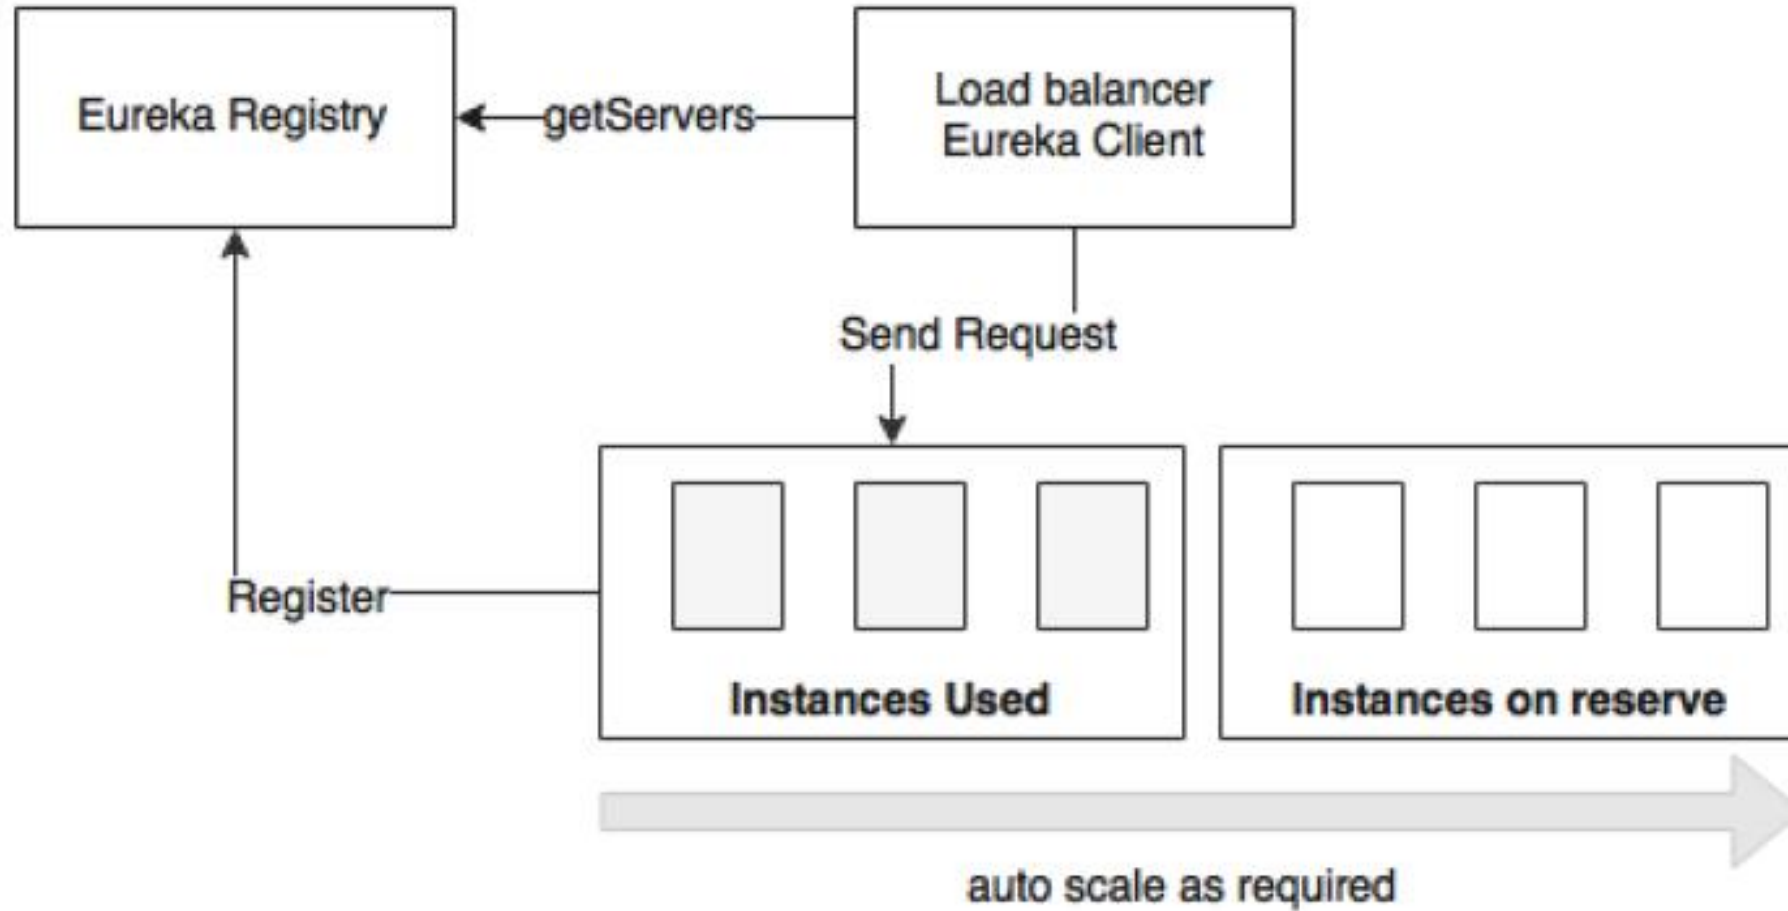 Eureka Registry
getServers
Load balancer
Eureka Client
Send Request
Register
Instances Used
Instances on reserve
auto scale as required